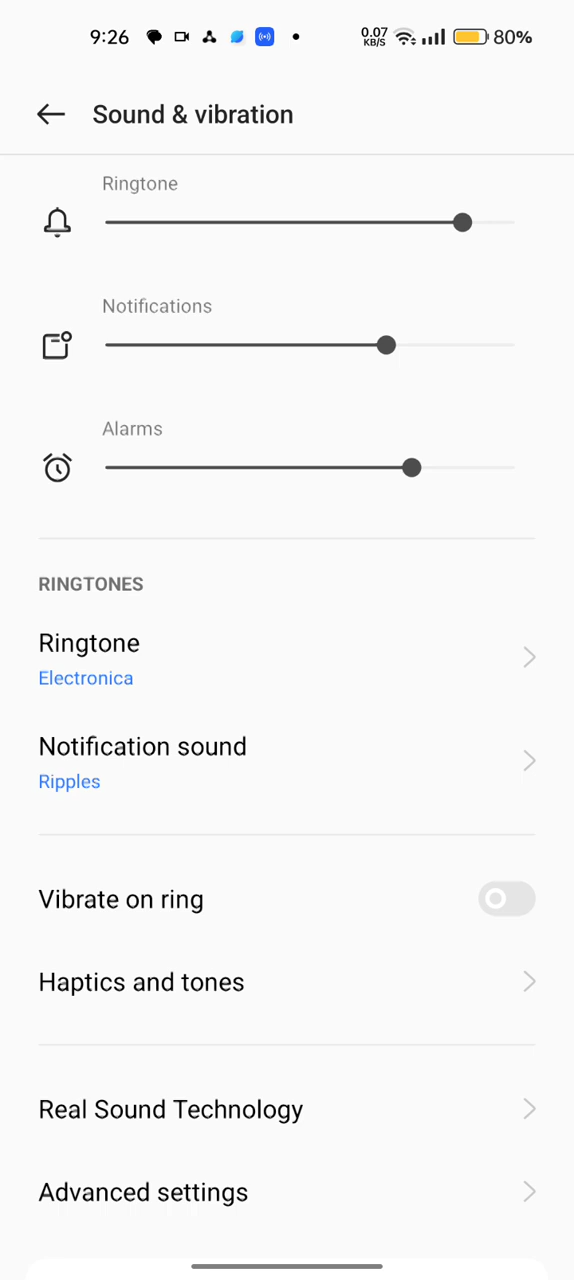 9:26
0.07
KB/S
80%
Sound & vibration
Ringtone
Notifications
Alarms
RINGTONES
Ringtone
Electronica
Notification sound
Ripples
Vibrate on ring
Haptics and tones
Real Sound Technology
Advanced settings